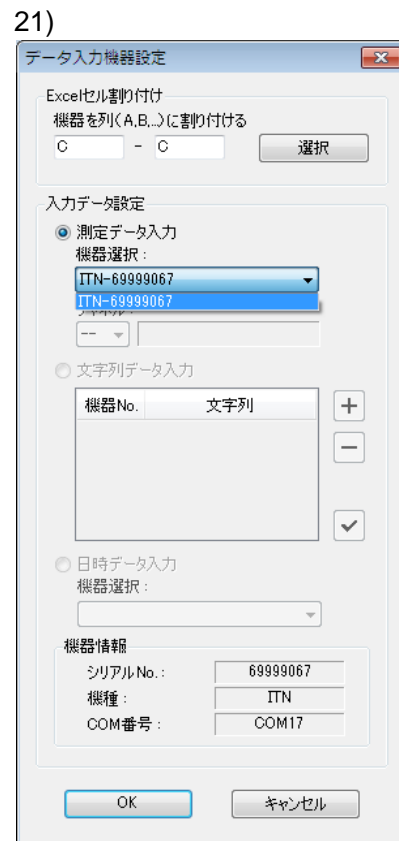 21)
データ入力機器設定
Excelセル割り付け
機器を列(A,B,..)に割り付ける
C - C 選択
入力データ設定
測定データ入力
機器選択：
ITN-69999067
ITN-69999067
--
文字列データ入力
機器No. 文字列
日時データ入力
機器選択：
機器情報
シリアルNo.： 69999067
機種： ITN
COM番号： COM17
OK キャンセル